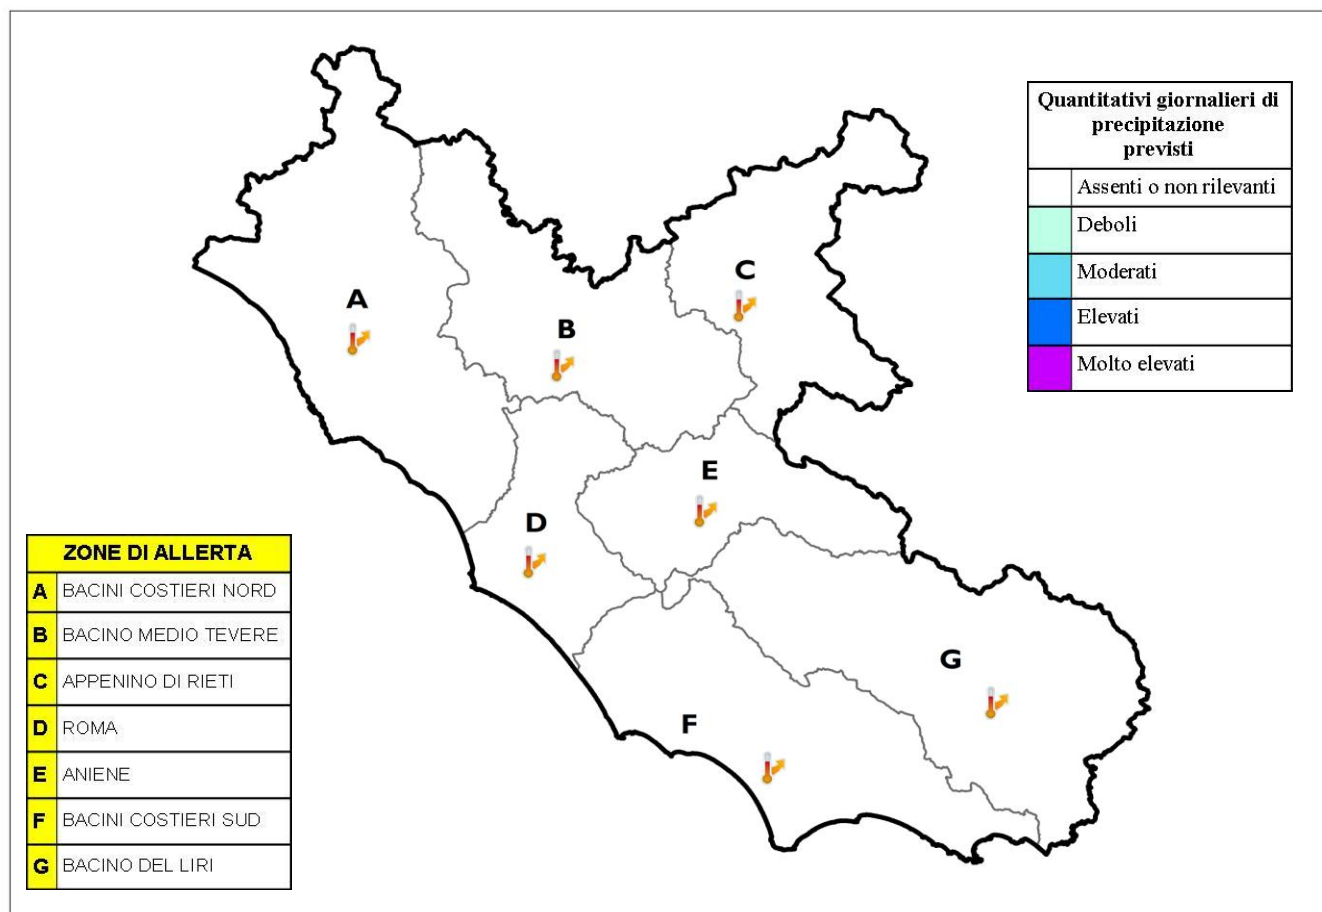 Quantitativi giornalieri di
precipitazione
previsti
Assenti o non rilevanti
Deboli
Moderati
Elevati
Molto elevati
A
B
C
D
E
F
G
ZONE DI ALLERTA
A BACINI COSTIERI NORD
B BACINO MEDIO TEVERE
C APPENINO DI RIETI
D ROMA
E ANIENE
F BACINI COSTIERI SUD
G BACINO DEL LIRI